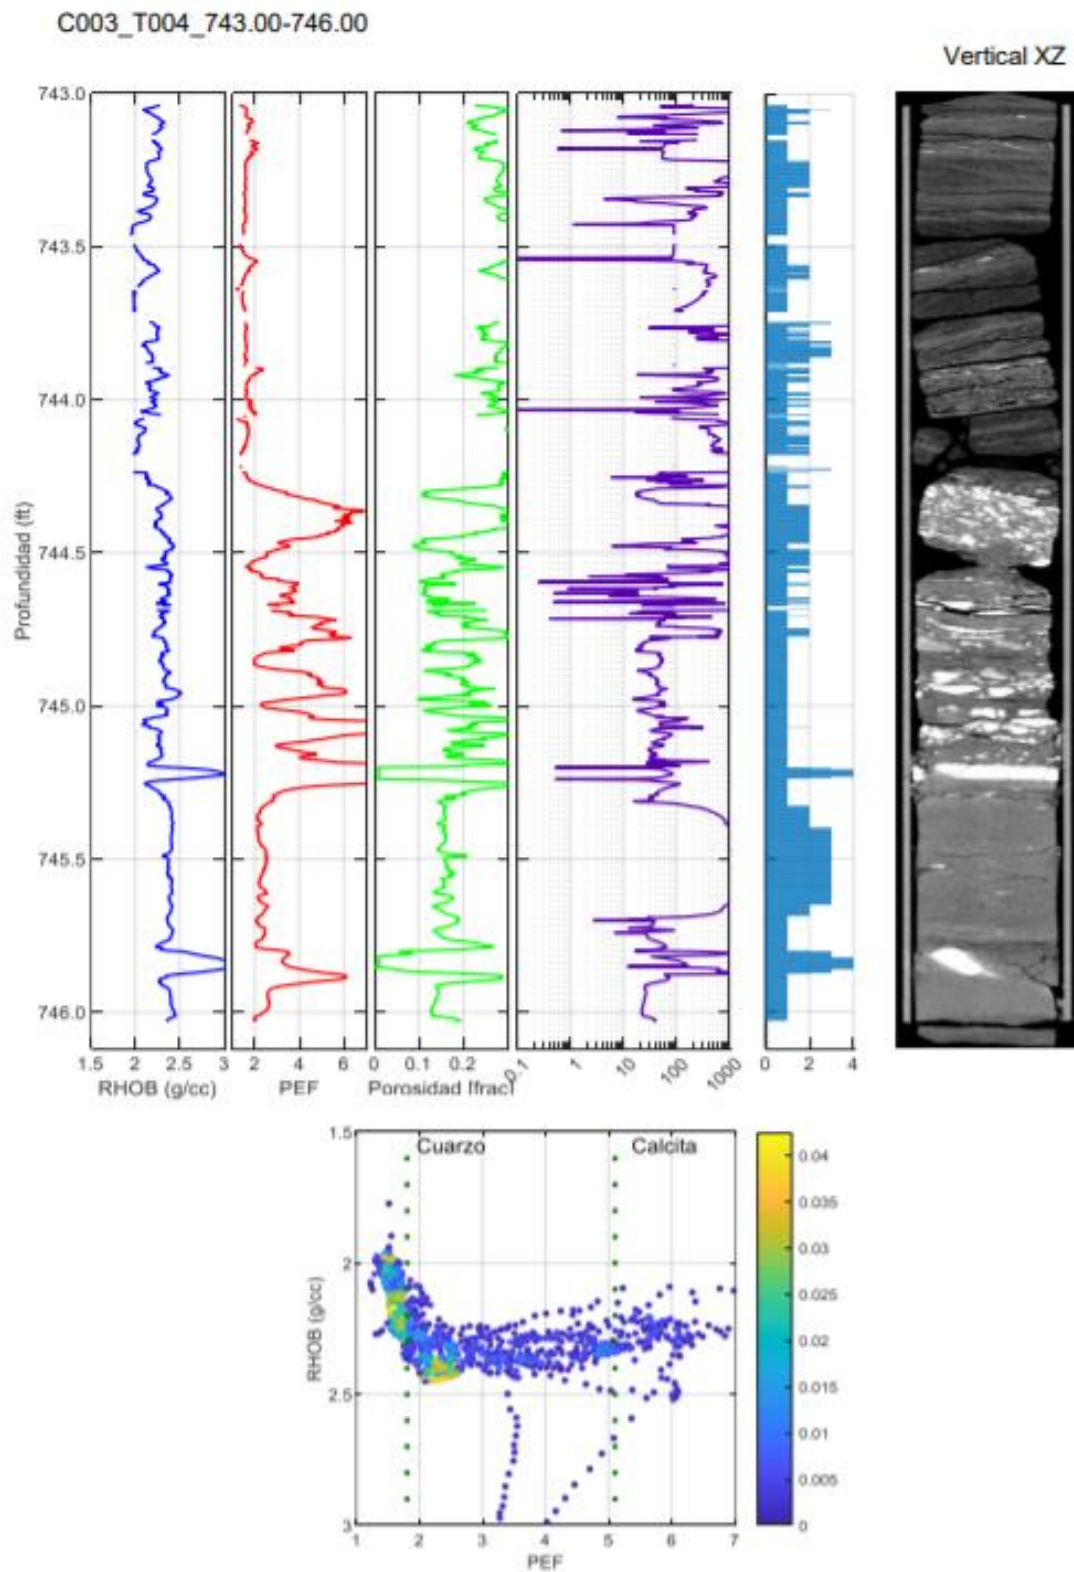 C003_T004_743.00-746.00
Vertical XZ
743.0
743.5
744.0
744.5
745.0
745.5
746.0
Profundidad (ft)
1.5 2 2.5 3
2 4 6
0 0.1 0.2
0.1 1 10 100 1000
0 2 4
RHOB (g/cc)
PEF
Porosidad [frac]
Cuarzo
Calcita
1.5
2
2.5
3
RHOB (g/cc)
1 2 3 4 5 6 7
PEF
0.04
0.035
0.03
0.025
0.02
0.015
0.01
0.005
0